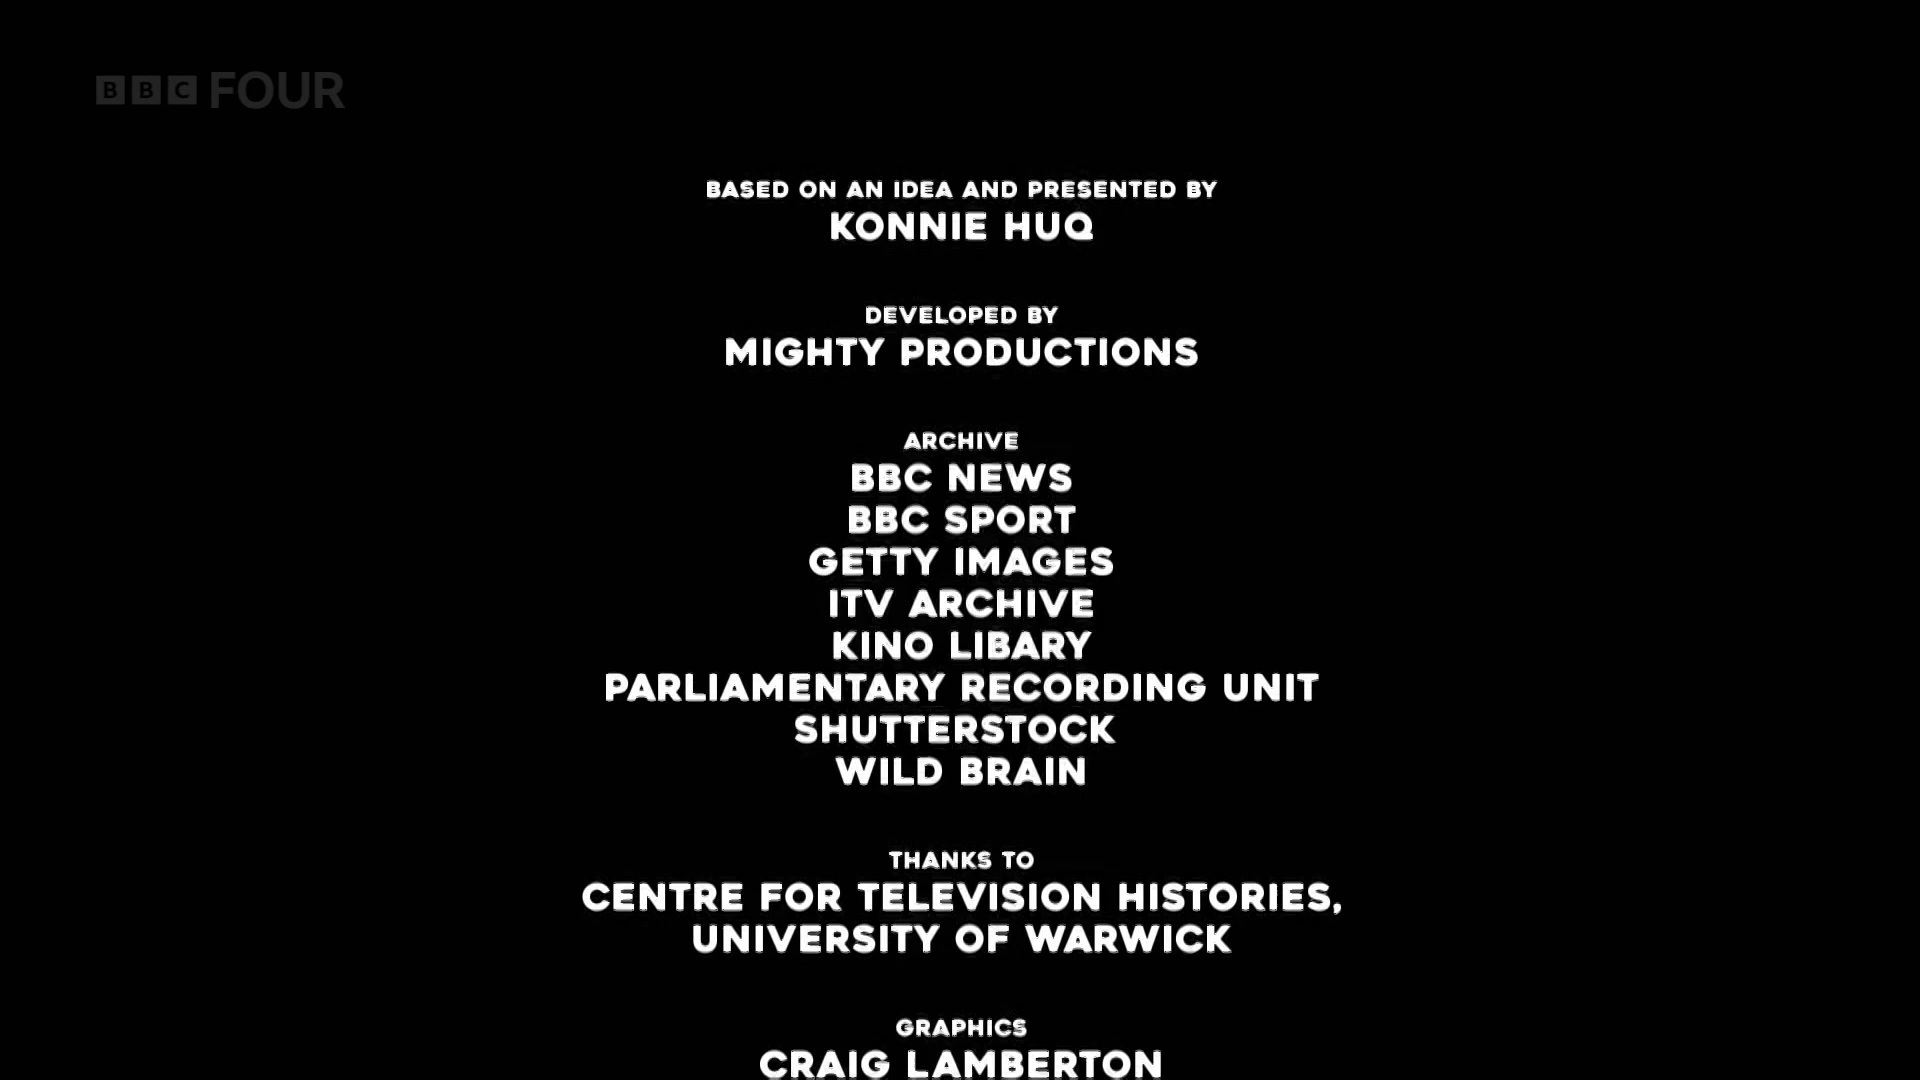 BBC FOUR
BASED ON AN IDEA AND PRESENTED BY
KONNIE HUQ
DEVELOPED BY
MIGHTY PRODUCTIONS
ARCHIVE
BBC NEWS
BBC SPORT
GETTY IMAGES
ITV ARCHIVE
KINO LIBARY
PARLIAMENTARY RECORDING UNIT
SHUTTERSTOCK
WILD BRAIN
THANKS TO
CENTRE FOR TELEVISION HISTORIES,
UNIVERSITY OF WARWICK
GRAPHICS
CRAIG LAMBERTON